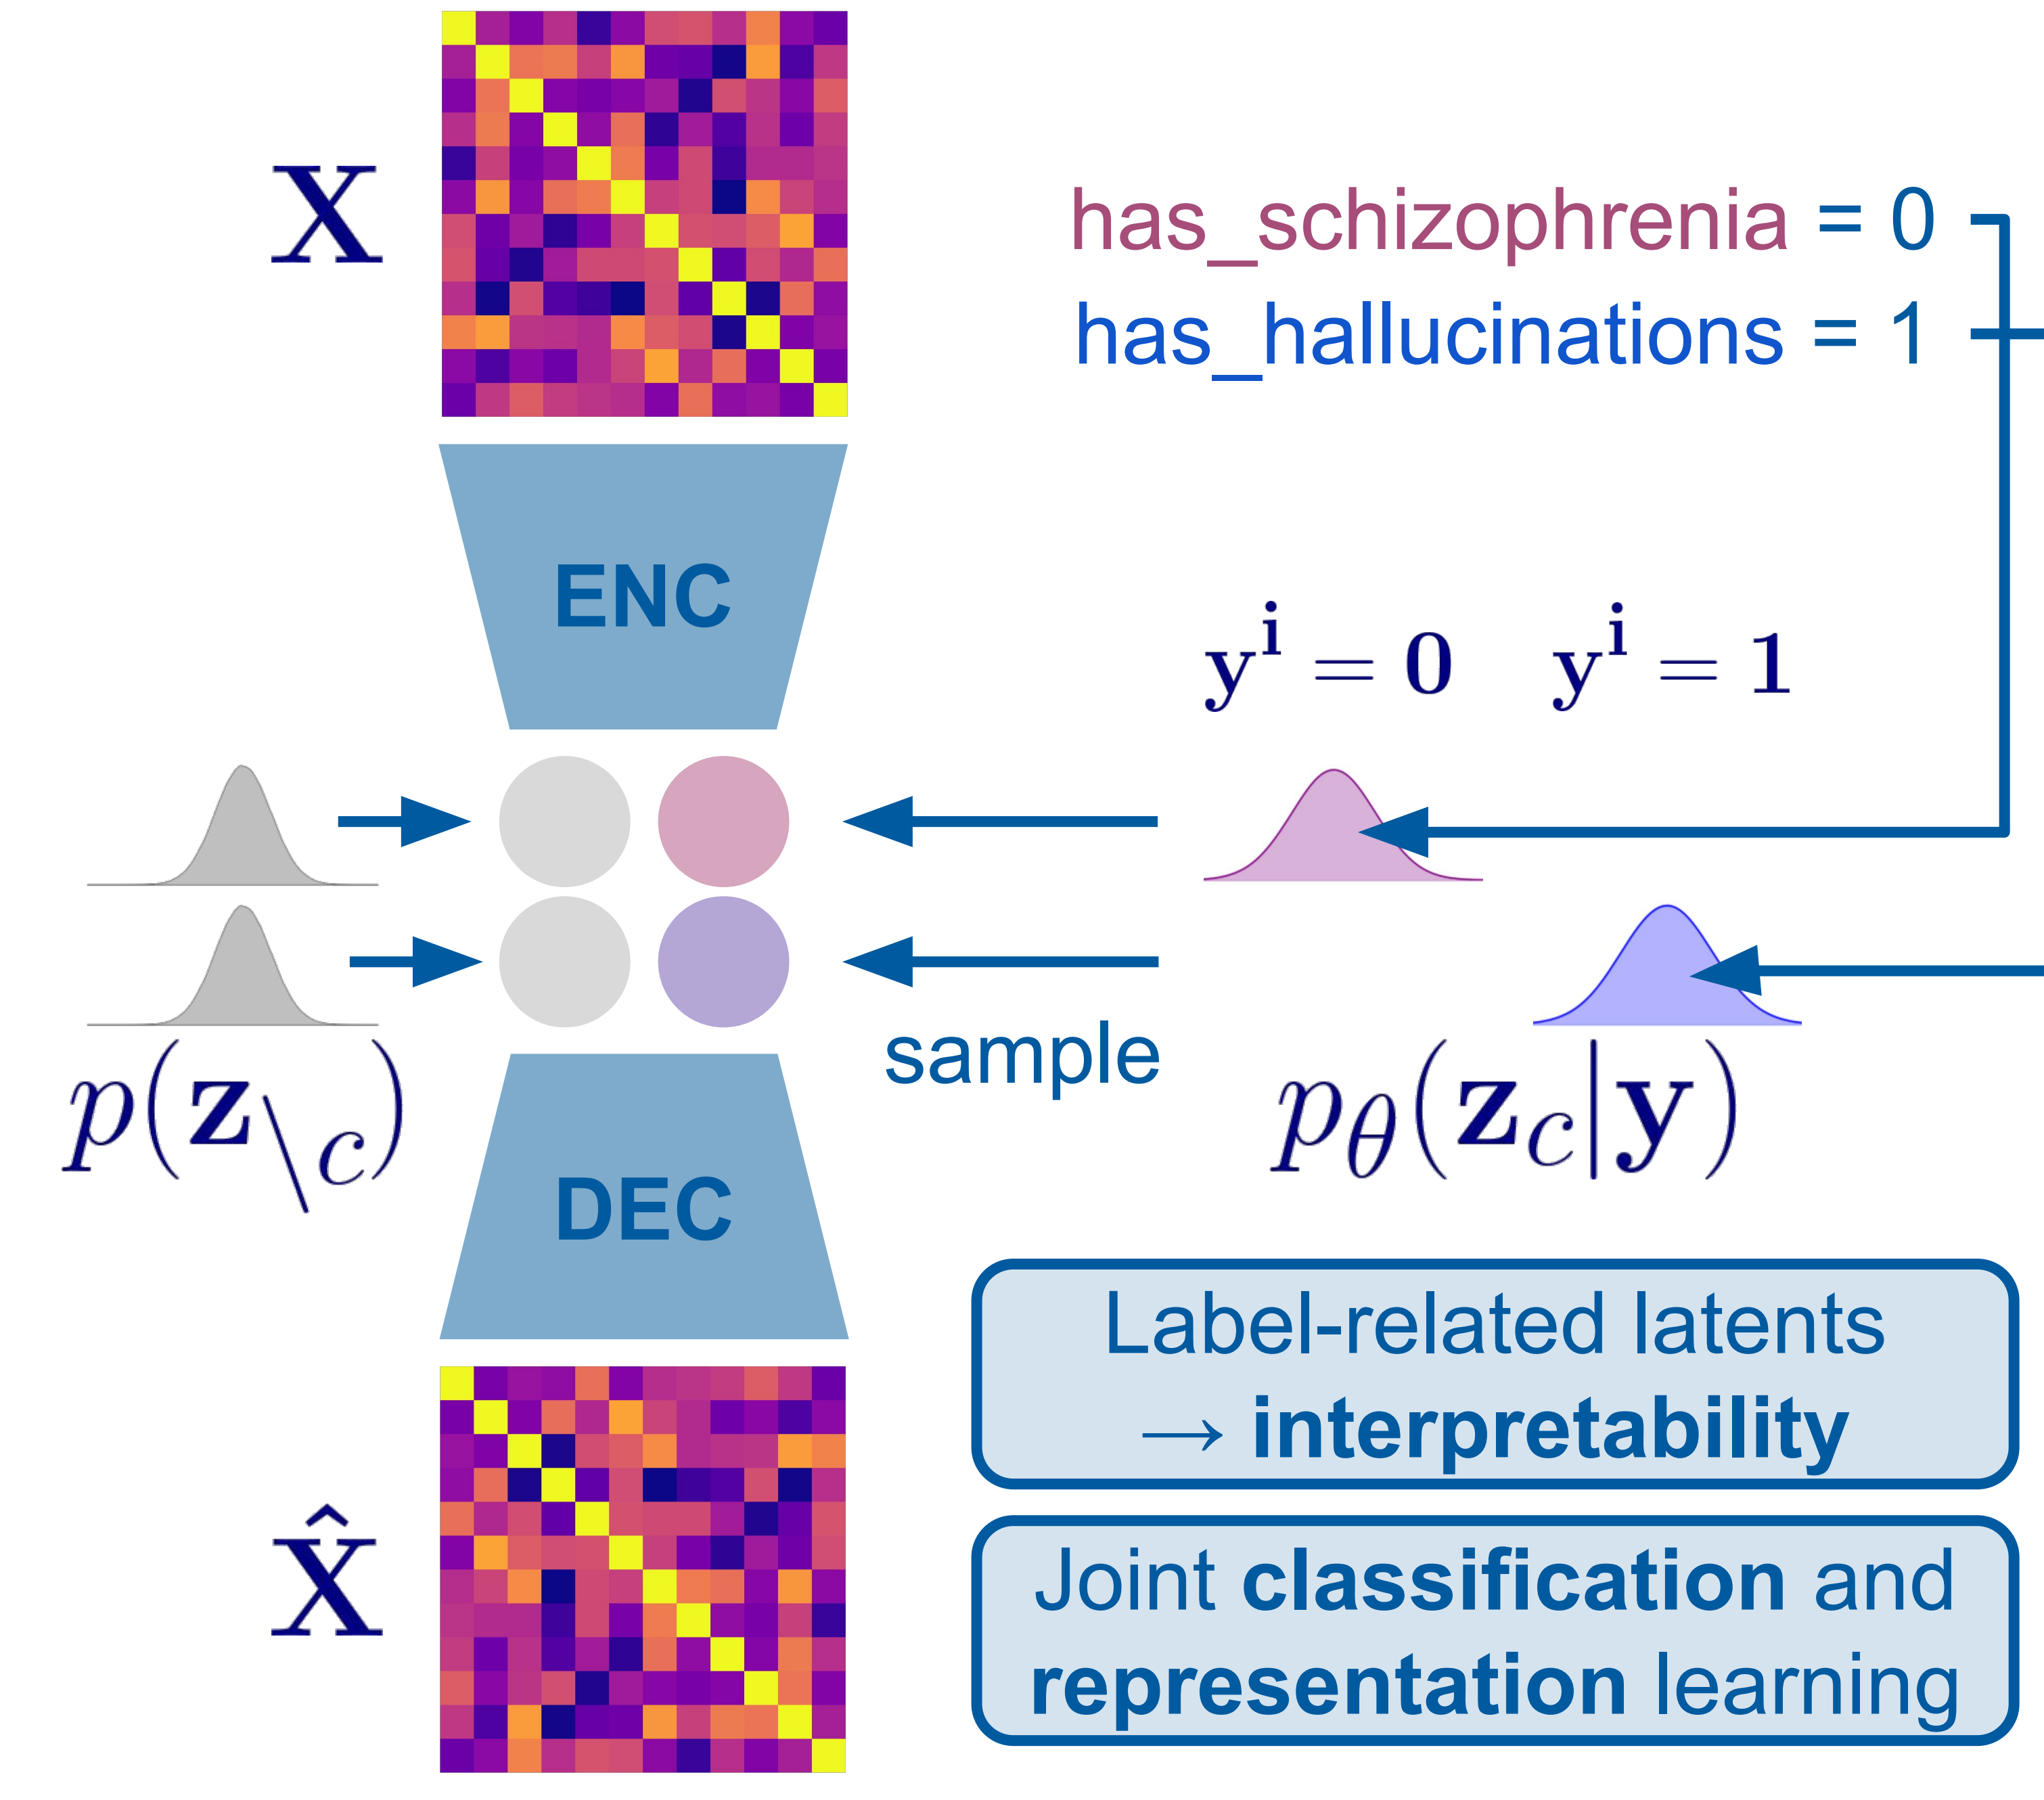 X
has_schizophrenia = 0
has_hallucinations = 1
ENC
yⁱ = 0 yⁱ = 1
sample
p(z\c)
pθ(zc|y)
DEC
Label-related latents
→ interpretability
X̂
Joint classification and
representation learning